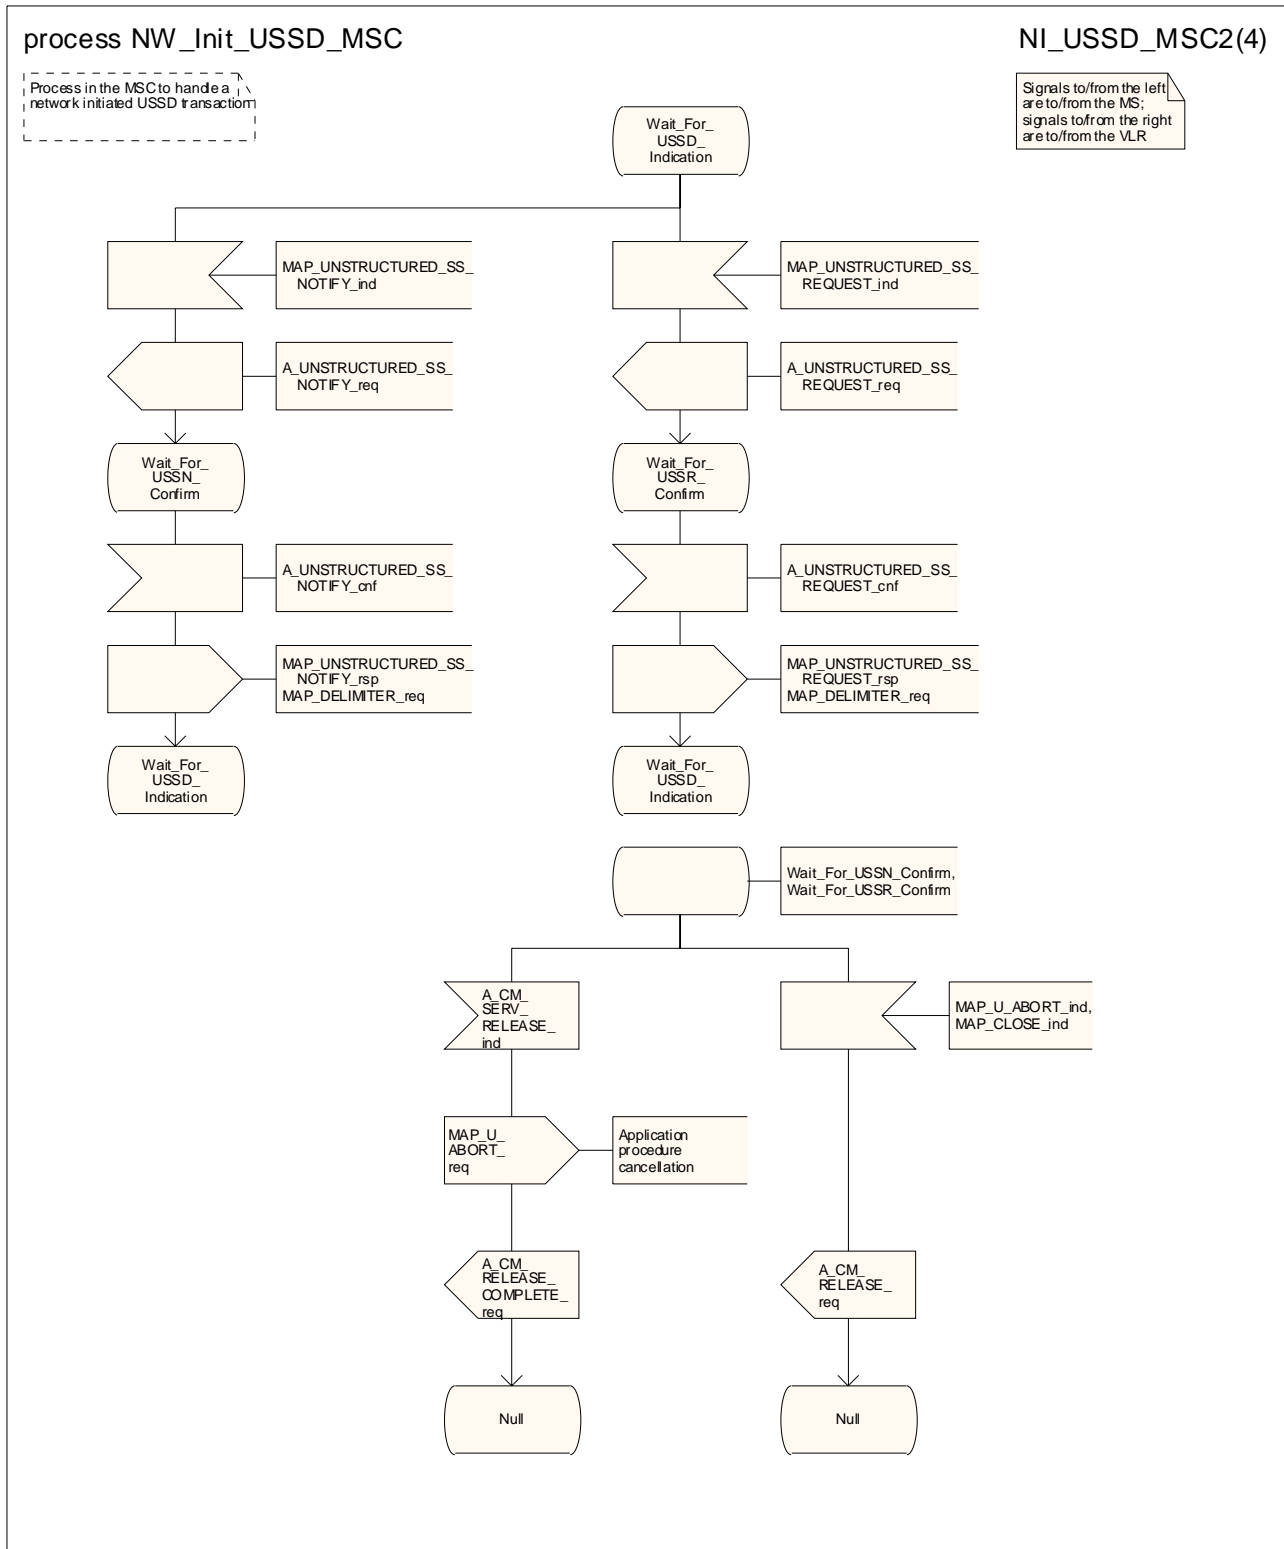 process NW_Init_USSD_MSC
NI_USSD_MSC2(4)
Process in the MSC to handle a
network initiated USSD transaction
Signals to/from the left
are to/from the MS;
signals to/from the right
are to/from the VLR
Wait_For_
USSD_
Indication
MAP_UNSTRUCTURED_SS_
NOTIFY_ind
MAP_UNSTRUCTURED_SS_
REQUEST_ind
A_UNSTRUCTURED_SS_
NOTIFY_req
A_UNSTRUCTURED_SS_
REQUEST_req
Wait_For_
USSN_
Confirm
Wait_For_
USSR_
Confirm
A_UNSTRUCTURED_SS_
NOTIFY_cnf
A_UNSTRUCTURED_SS_
REQUEST_cnf
MAP_UNSTRUCTURED_SS_
NOTIFY_rsp
MAP_DELIMITER_req
MAP_UNSTRUCTURED_SS_
REQUEST_rsp
MAP_DELIMITER_req
Wait_For_
USSD_
Indication
Wait_For_
USSD_
Indication
Wait_For_USSN_Confirm,
Wait_For_USSR_Confirm
A_CM_
SERV_
RELEASE_
ind
MAP_U_ABORT_ind,
MAP_CLOSE_ind
MAP_U_
ABORT_
req
Application
procedure
cancellation
A_CM_
RELEASE_
COMPLETE_
req
A_CM_
RELEASE_
req
Null
Null